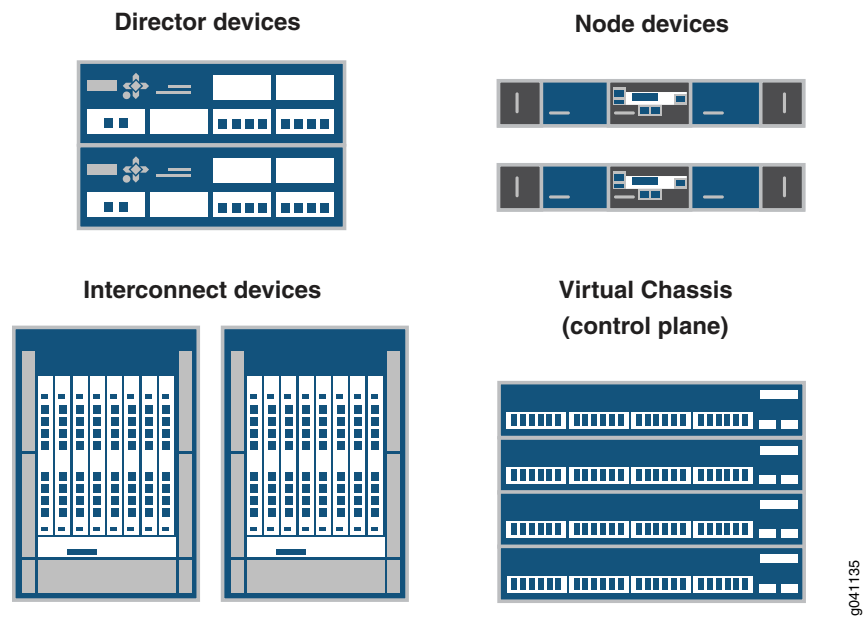 Director devices
Node devices
Interconnect devices
Virtual Chassis
(control plane)
g041135